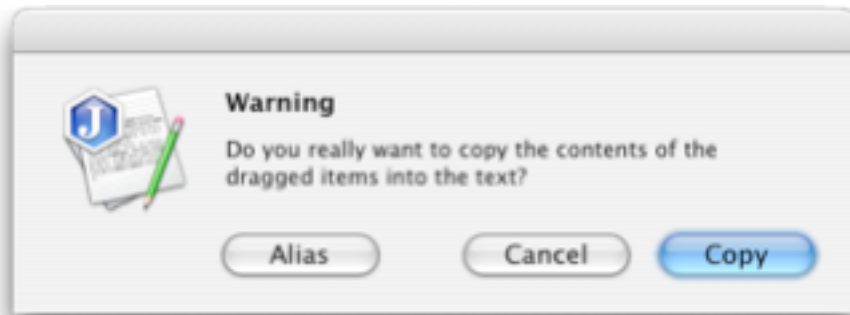 J
Warning
Do you really want to copy the contents of the
dragged items into the text?
Alias Cancel Copy